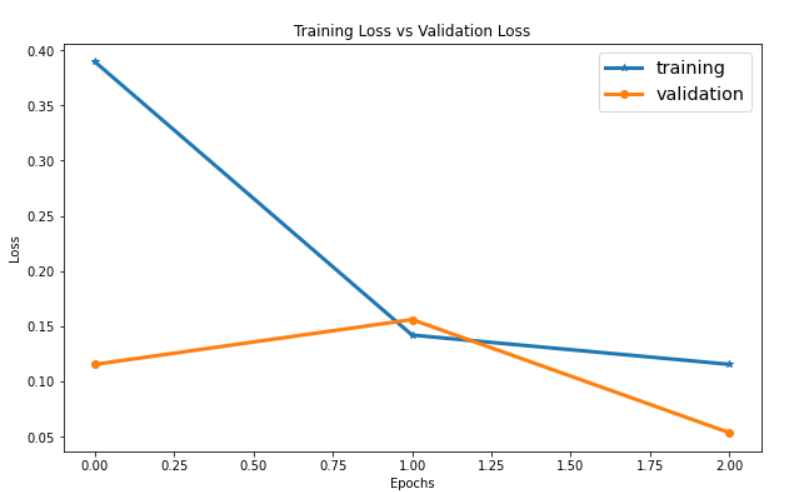 Training Loss vs Validation Loss
training
validation
0.40
0.35
0.30
0.25
0.20
0.15
0.10
0.05
Loss
0.00 0.25 0.50 0.75 1.00 1.25 1.50 1.75 2.00
Epochs